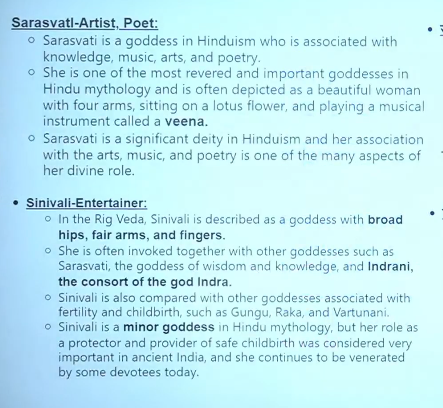 Sarasvati-Artist, Poet:
○ Sarasvati is a goddess in Hinduism who is associated with
knowledge, music, arts, and poetry.
○ She is one of the most revered and important goddesses in
Hindu mythology and is often depicted as a beautiful woman
with four arms, sitting on a lotus flower, and playing a musical
instrument called a veena.
○ Sarasvati is a significant deity in Hinduism and her association
with the arts, music, and poetry is one of the many aspects of
her divine role.
• Sinivali-Entertainer:
○ In the Rig Veda, Sinivali is described as a goddess with broad
hips, fair arms, and fingers.
○ She is often invoked together with other goddesses such as
Sarasvati, the goddess of wisdom and knowledge, and Indrani,
the consort of the god Indra.
○ Sinivali is also compared with other goddesses associated with
fertility and childbirth, such as Gungu, Raka, and Vartunani.
○ Sinivali is a minor goddess in Hindu mythology, but her role as
a protector and provider of safe childbirth was considered very
important in ancient India, and she continues to be venerated
by some devotees today.